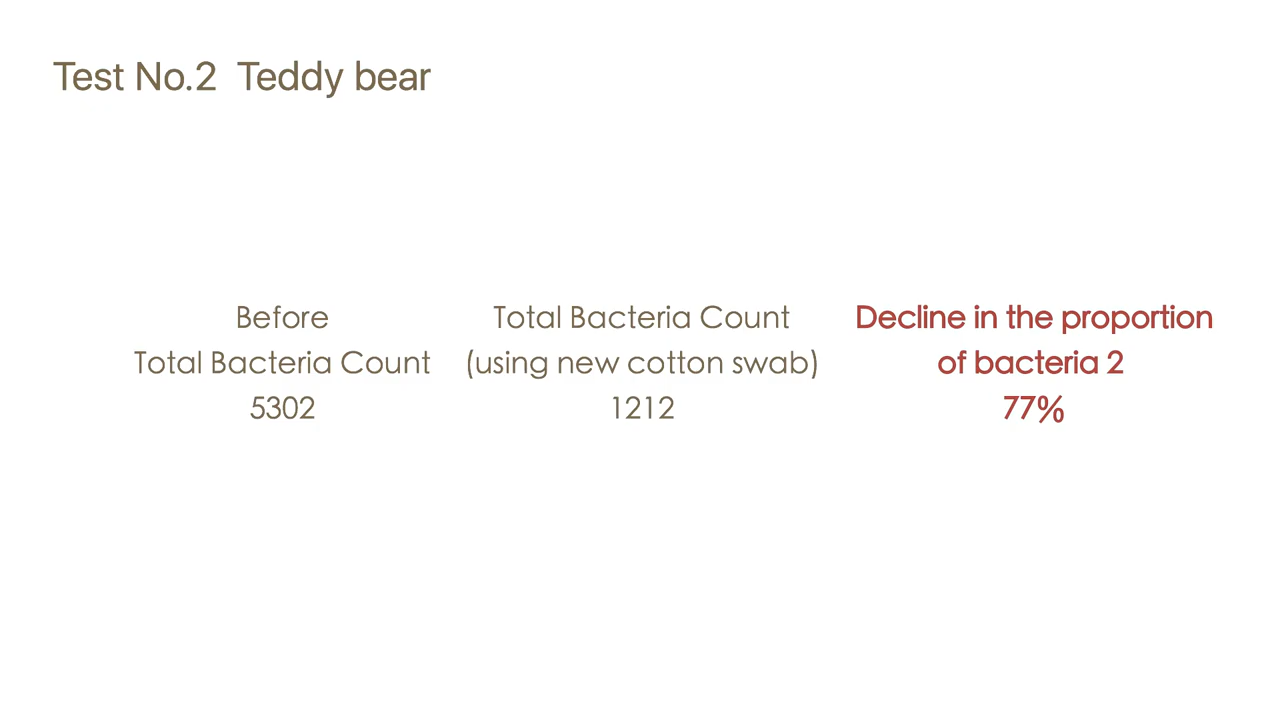 Test No.2 Teddy bear
Before
Total Bacteria Count
5302
Total Bacteria Count
(using new cotton swab)
1212
Decline in the proportion
of bacteria 2
77%